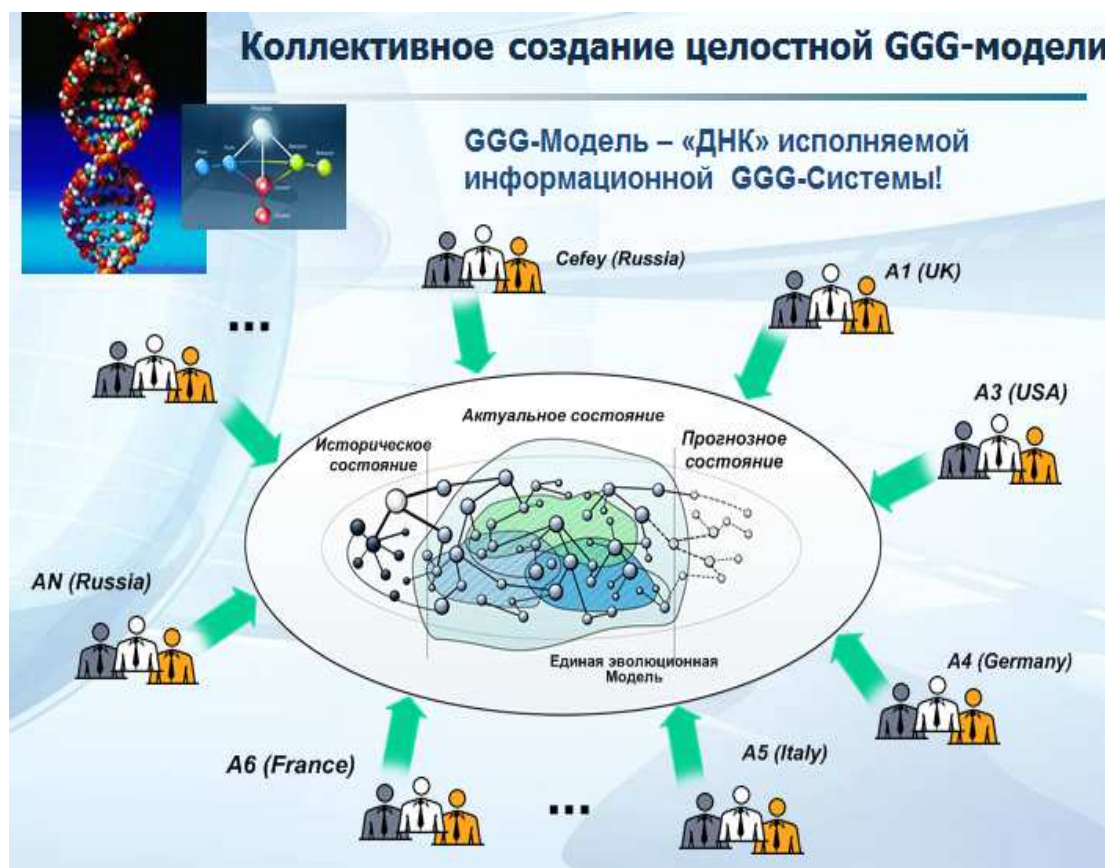 Коллективное создание целостной GGG-модели
GGG-Модель – «ДНК» исполняемой
информационной GGG-Системы!
Cefey (Russia)
A1 (UK)
...
A3 (USA)
Актуальное состояние
Историческое
состояние
Прогнозное
состояние
AN (Russia)
Единая эволюционная
Модель
A4 (Germany)
A6 (France)
A5 (Italy)
...